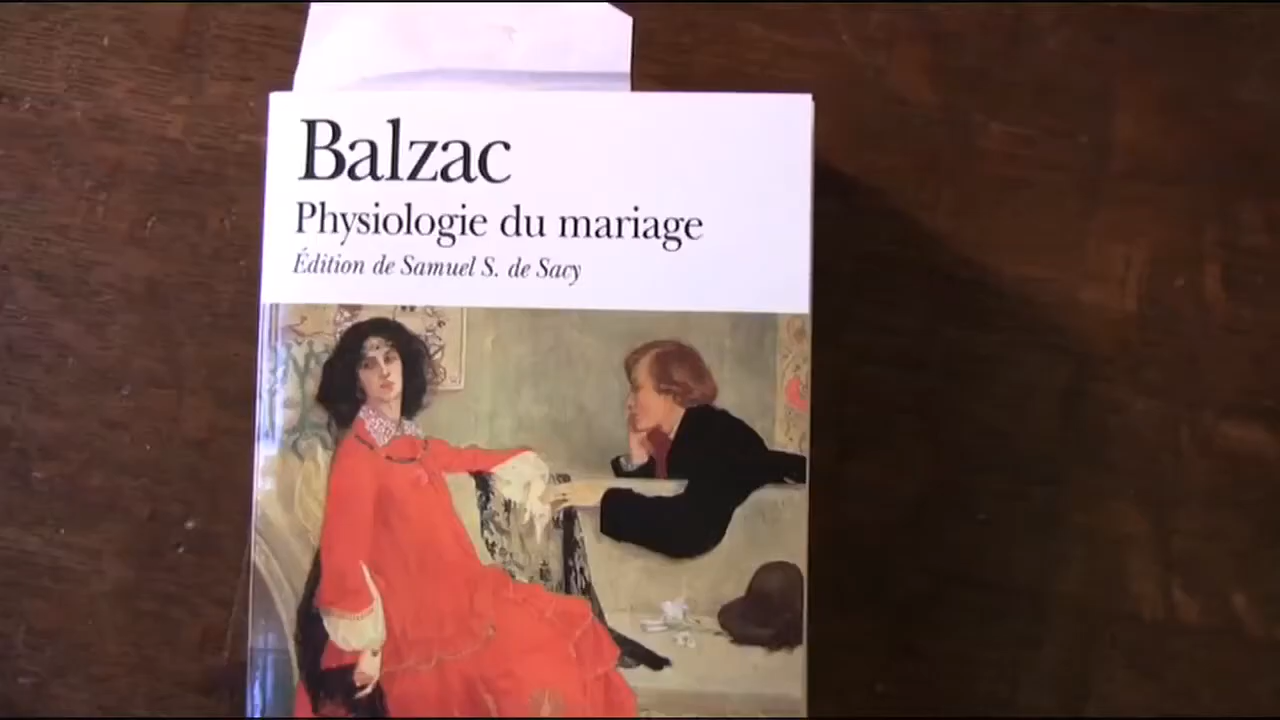 Balzac
Physiologie du mariage
Édition de Samuel S. de Sacy